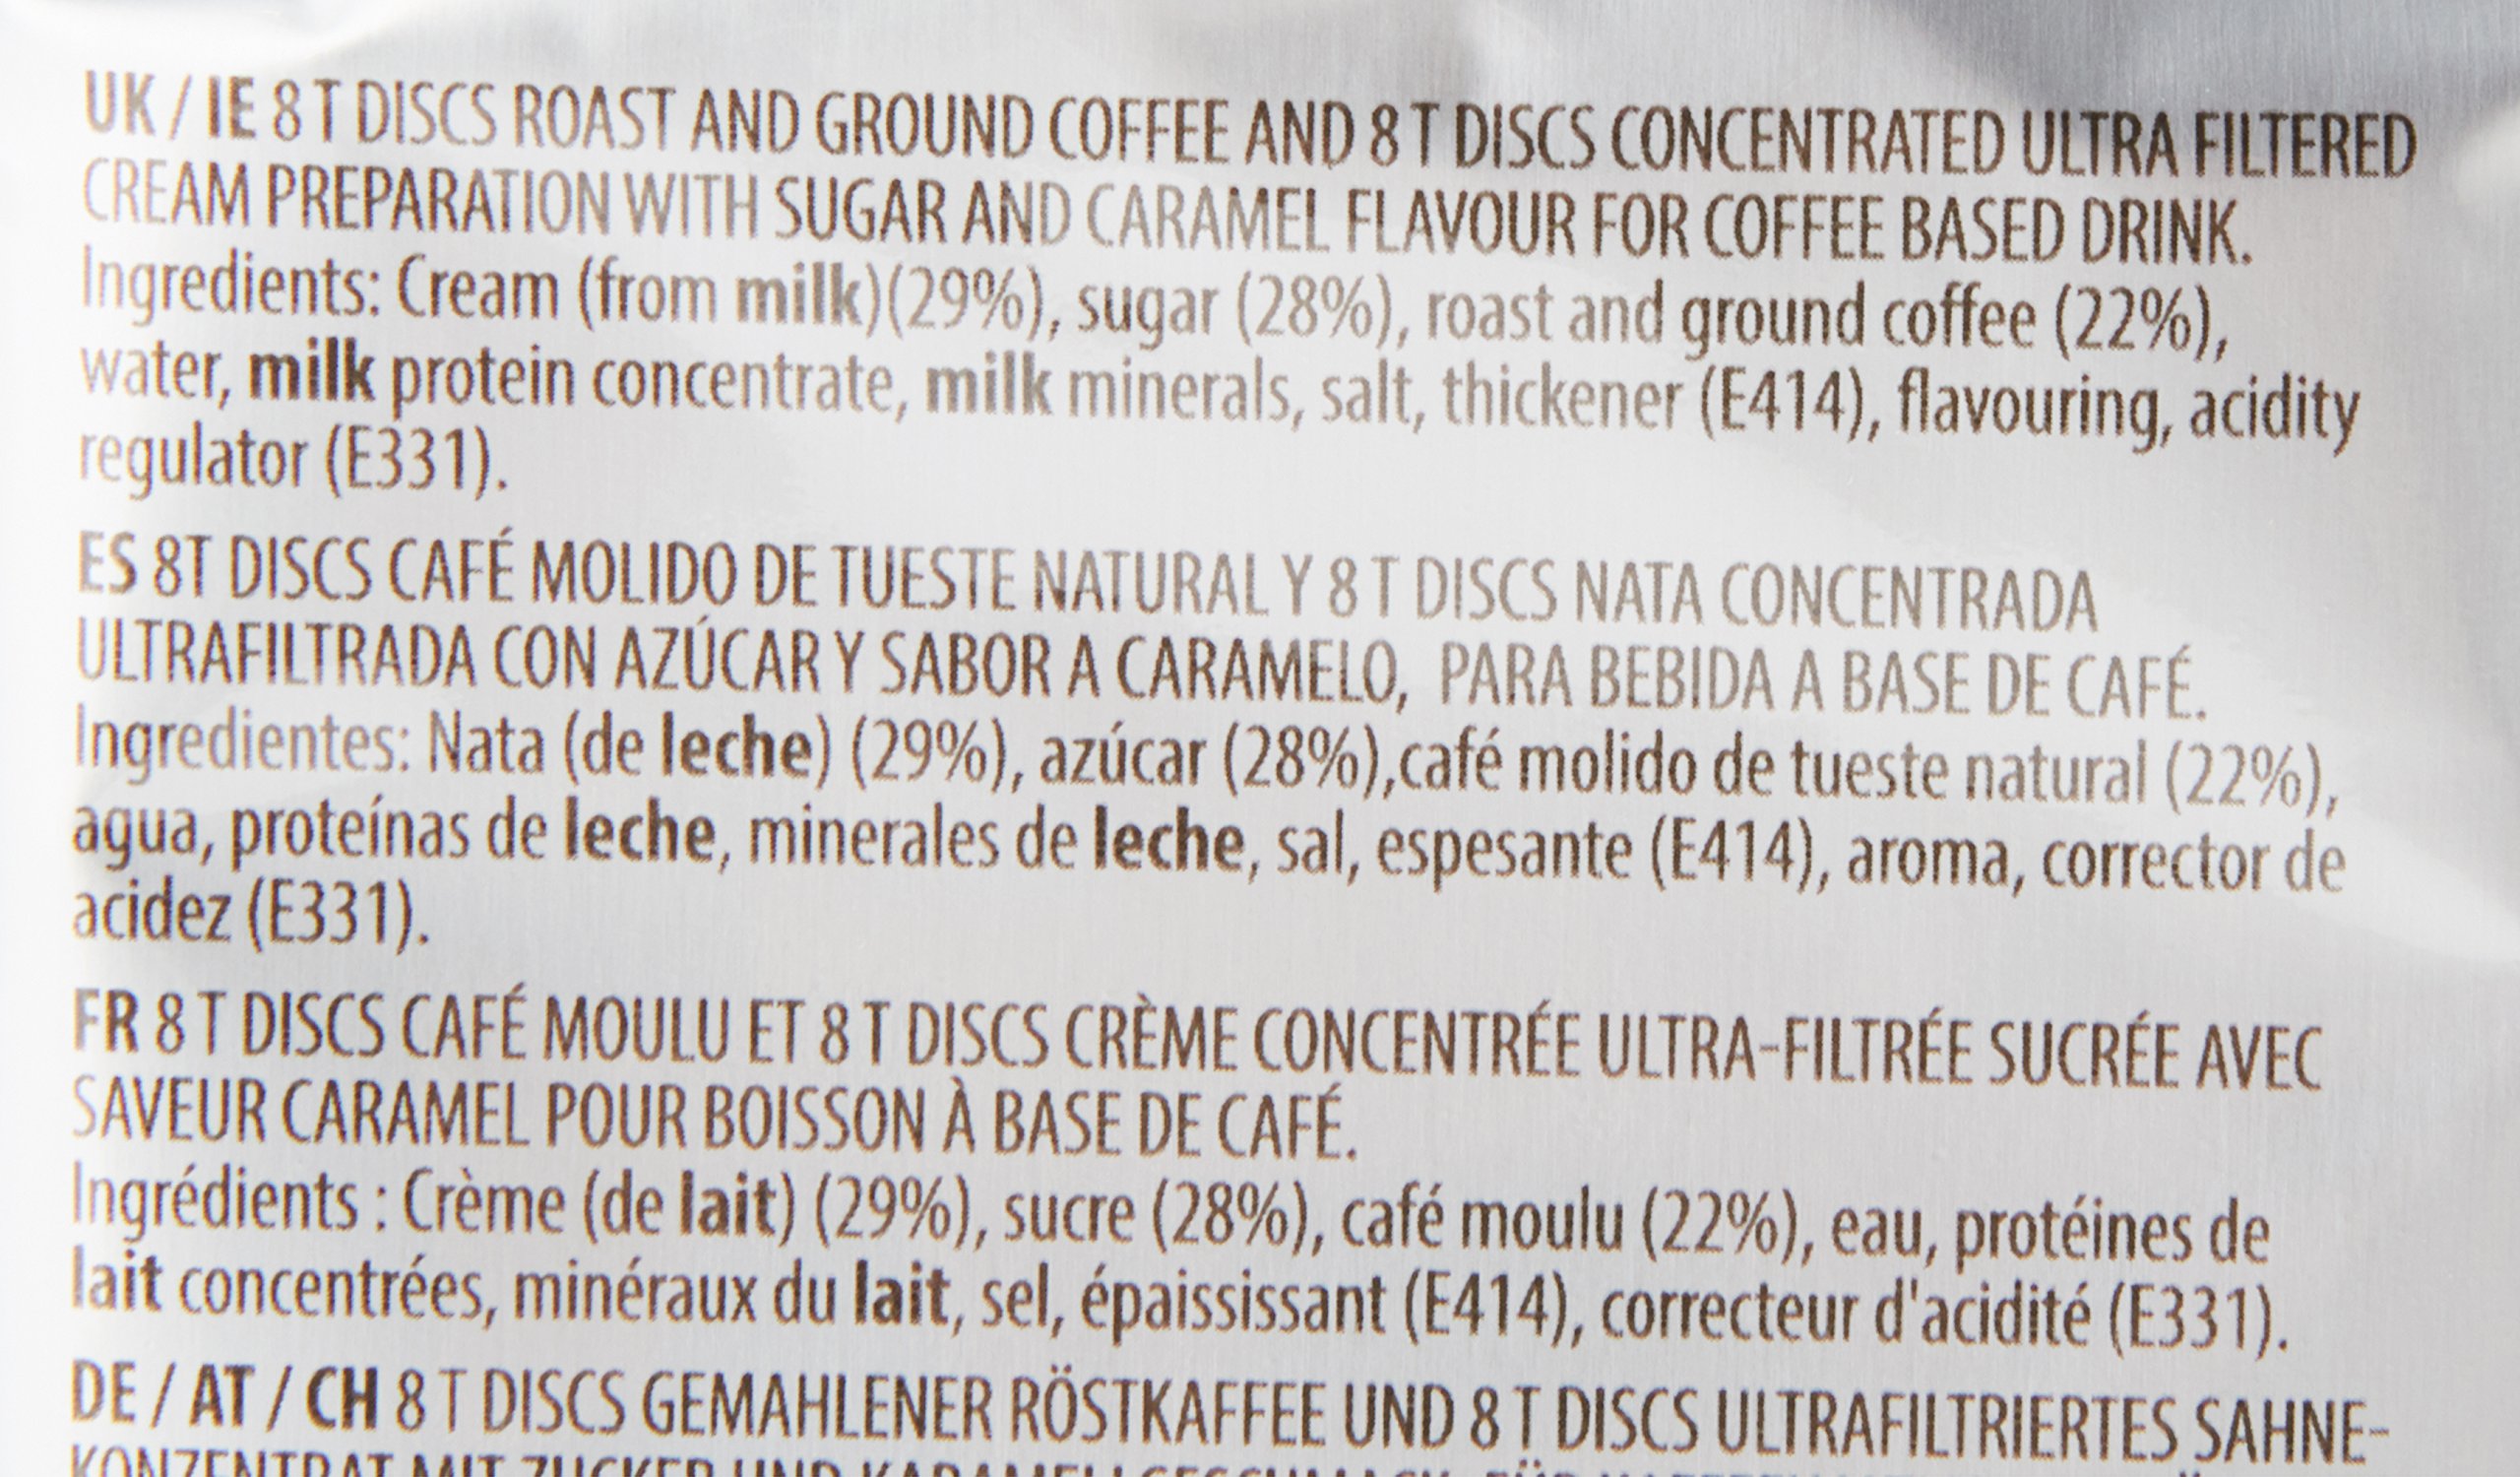 UK / IE 8 T DISCS ROAST AND GROUND COFFEE AND 8 T DISCS CONCENTRATED ULTRA FILTERED
CREAM PREPARATION WITH SUGAR AND CARAMEL FLAVOUR FOR COFFEE BASED DRINK.
Ingredients: Cream (from milk)(29%), sugar (28%), roast and ground coffee (22%),
water, milk protein concentrate, milk minerals, salt, thickener (E414), flavouring, acidity
regulator (E331).
ES 8T DISCS CAFÉ MOLIDO DE TUESTE NATURAL Y 8 T DISCS NATA CONCENTRADA
ULTRAFILTRADA CON AZÚCAR Y SABOR A CARAMELO, PARA BEBIDA A BASE DE CAFÉ.
Ingredientes: Nata (de leche) (29%), azúcar (28%),café molido de tueste natural (22%),
agua, proteínas de leche, minerales de leche, sal, espesante (E414), aroma, corrector de
acidez (E331).
FR 8 T DISCS CAFÉ MOULU ET 8 T DISCS CRÈME CONCENTRÉE ULTRA-FILTRÉE SUCRÉE AVEC
SAVEUR CARAMEL POUR BOISSON À BASE DE CAFÉ.
Ingrédients : Crème (de lait) (29%), sucre (28%), café moulu (22%), eau, protéines de
lait concentrées, minéraux du lait, sel, épaississant (E414), correcteur d'acidité (E331).
DE / AT / CH 8 T DISCS GEMAHLENER RÖSTKAFFEE UND 8 T DISCS ULTRAFILTRIERTES SAHNE-
KONZENTRAT MIT ZUCKER UND